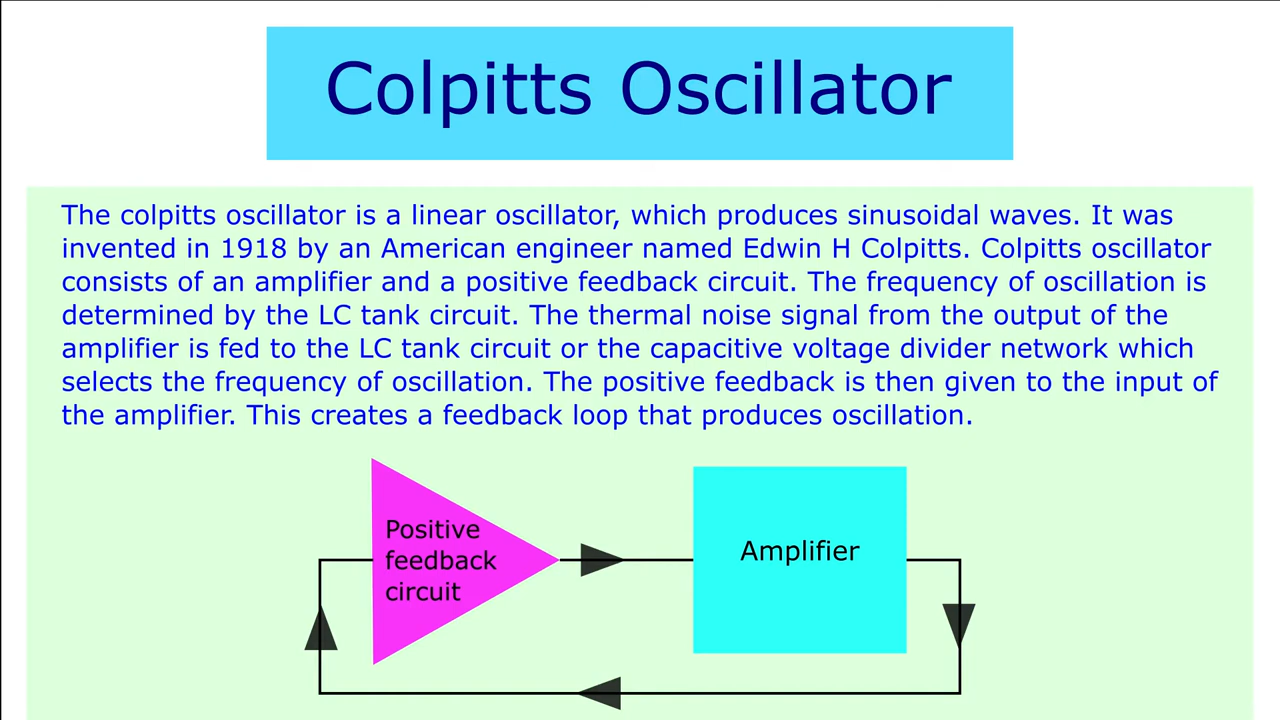 Colpitts Oscillator
The colpitts oscillator is a linear oscillator, which produces sinusoidal waves. It was
invented in 1918 by an American engineer named Edwin H Colpitts. Colpitts oscillator
consists of an amplifier and a positive feedback circuit. The frequency of oscillation is
determined by the LC tank circuit. The thermal noise signal from the output of the
amplifier is fed to the LC tank circuit or the capacitive voltage divider network which
selects the frequency of oscillation. The positive feedback is then given to the input of
the amplifier. This creates a feedback loop that produces oscillation.
Positive
feedback
circuit
Amplifier